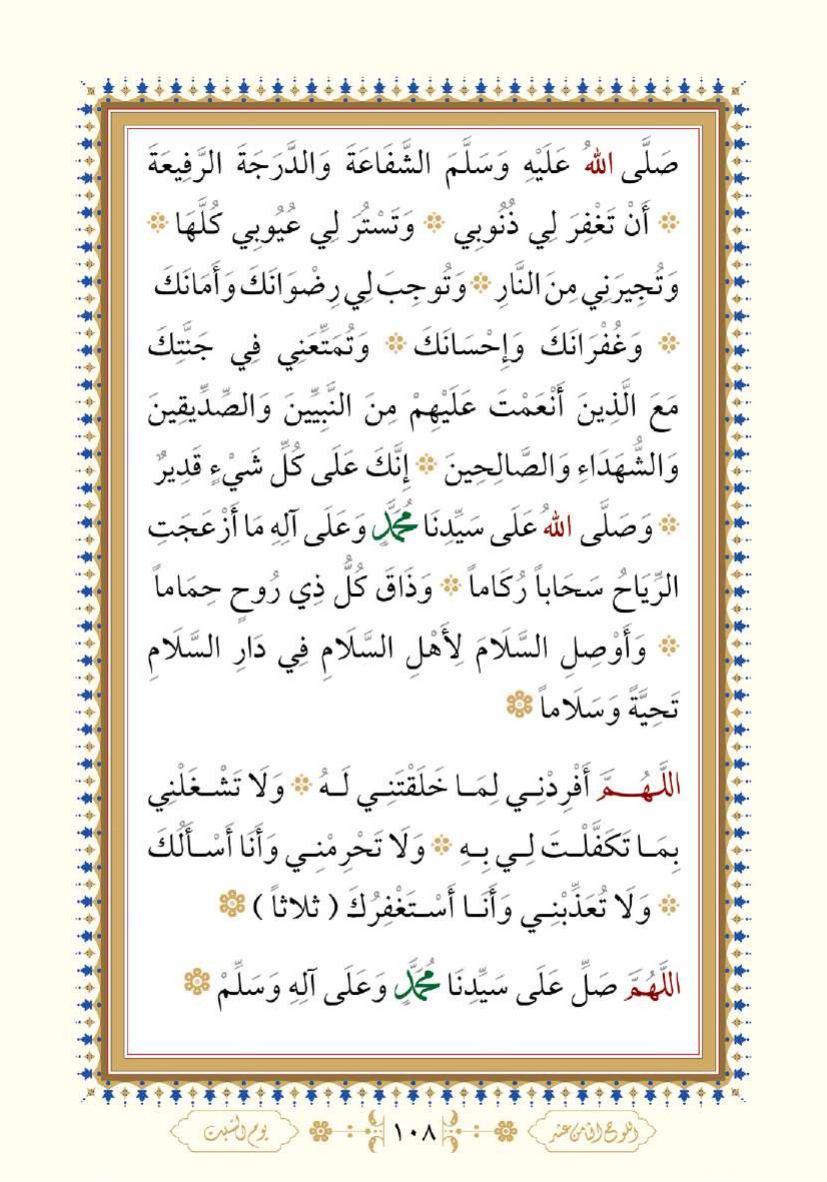 صَلَّى اللهُ عَلَيْهِ وَسَلَّمَ الشَّفَاعَةَ وَالدَّرَجَةَ الرَّفِيعَةَ
أَنْ تَغْفِرَ لِي ذُنُوبِي وَتَسْتُرَ لِي عُيُوبِي كُلَّهَا
وَتُجِيرَنِي مِنَ النَّارِ وَتُوجِبَ لِي رِضْوَانَكَ وَأَمَانَكَ
وَغُفْرَانَكَ وَإِحْسَانَكَ وَتُمَتِّعَنِي فِي جَنَّتِكَ
مَعَ الَّذِينَ أَنْعَمْتَ عَلَيْهِمْ مِنَ النَّبِيِّينَ وَالصِّدِّيقِينَ
وَالشُّهَدَاءِ وَالصَّالِحِينَ إِنَّكَ عَلَى كُلِّ شَيْءٍ قَدِيرٌ
وَصَلَّى اللهُ عَلَى سَيِّدِنَا مُحَمَّدٍ وَعَلَى آلِهِ مَا أَزْعَجَتِ
الرِّيَاحُ سَحَاباً رُكَاماً وَذَاقَ كُلُّ ذِي رُوحٍ حِمَاماً
وَأَوْصِلِ السَّلَامَ لِأَهْلِ السَّلَامِ فِي دَارِ السَّلَامِ
تَحِيَّةً وَسَلَاماً
اللَّهُمَّ أَفْرِدْنِي لِمَا خَلَقْتَنِي لَهُ وَلَا تَشْغَلْنِي
بِمَا تَكَفَّلْتَ لِي بِهِ وَلَا تَحْرِمْنِي وَأَنَا أَسْأَلُكَ
وَلَا تُعَذِّبْنِي وَأَنَا أَسْتَغْفِرُكَ ( ثلاثاً )
اللَّهُمَّ صَلِّ عَلَى سَيِّدِنَا مُحَمَّدٍ وَعَلَى آلِهِ وَسَلِّمْ
اللوح الثامن عشر ١٠٨ يوم السبت